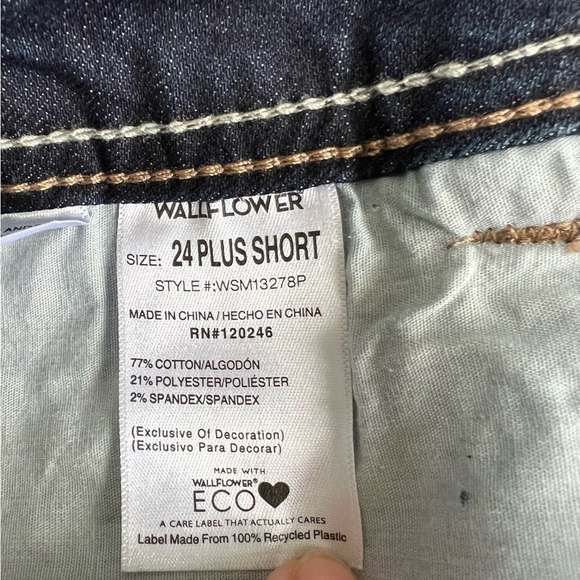 AND
WALLFLOWER
SIZE: 24 PLUS SHORT
STYLE #:WSM13278P
MADE IN CHINA / HECHO EN CHINA
RN#120246
77% COTTON/ALGODÓN
21% POLYESTER/POLIÉSTER
2% SPANDEX/SPANDEX
(Exclusive Of Decoration)
(Exclusivo Para Decorar)
MADE WITH
WALLFLOWER®
ECO
A CARE LABEL THAT ACTUALLY CARES
Label Made From 100% Recycled Plastic